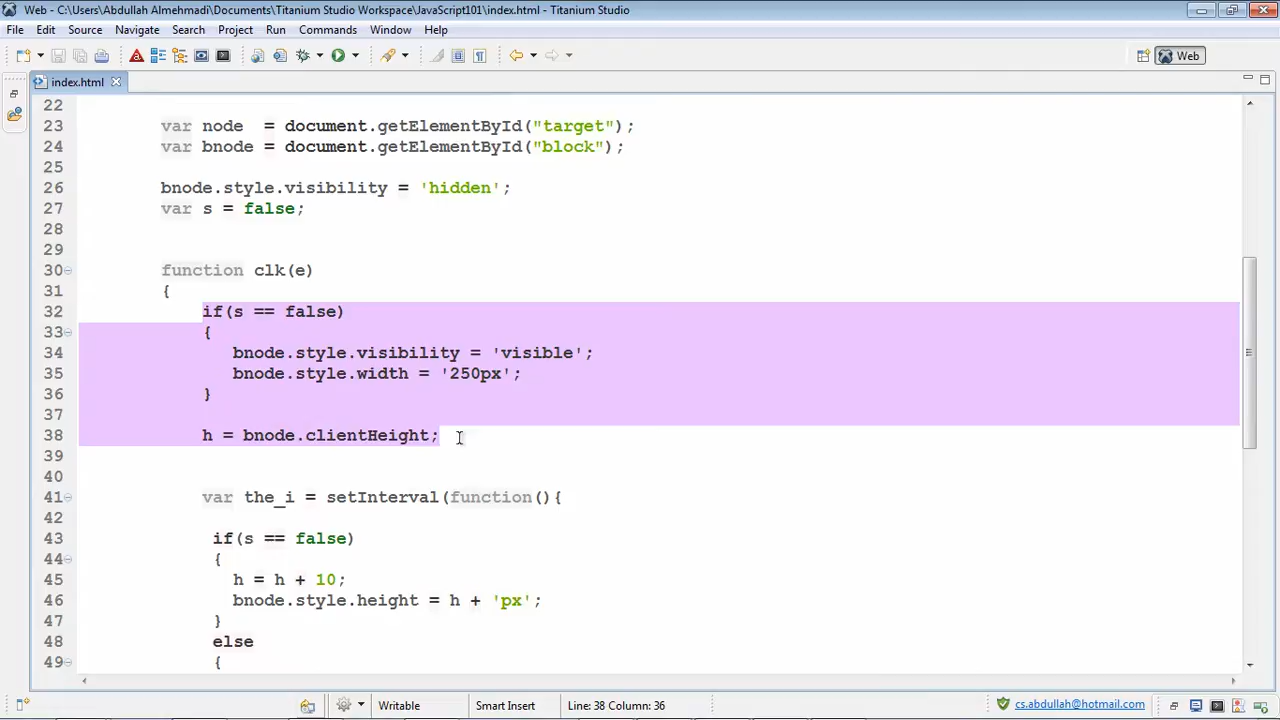 Web - C:\Users\Abdullah Almehmadi\Documents\Titanium Studio Workspace\JavaScript101\index.html - Titanium Studio
File Edit Source Navigate Search Project Run Commands Window Help
Web
index.html
22
23 var node = document.getElementById("target");
24 var bnode = document.getElementById("block");
25
26 bnode.style.visibility = 'hidden';
27 var s = false;
28
29
30 function clk(e)
31 {
32 if(s == false)
33 {
34 bnode.style.visibility = 'visible';
35 bnode.style.width = '250px';
36 }
37
38 h = bnode.clientHeight;
39
40
41 var the_i = setInterval(function(){
42
43 if(s == false)
44 {
45 h = h + 10;
46 bnode.style.height = h + 'px';
47 }
48 else
49 {
Writable Smart Insert Line: 38 Column: 36 cs.abdullah@hotmail.com